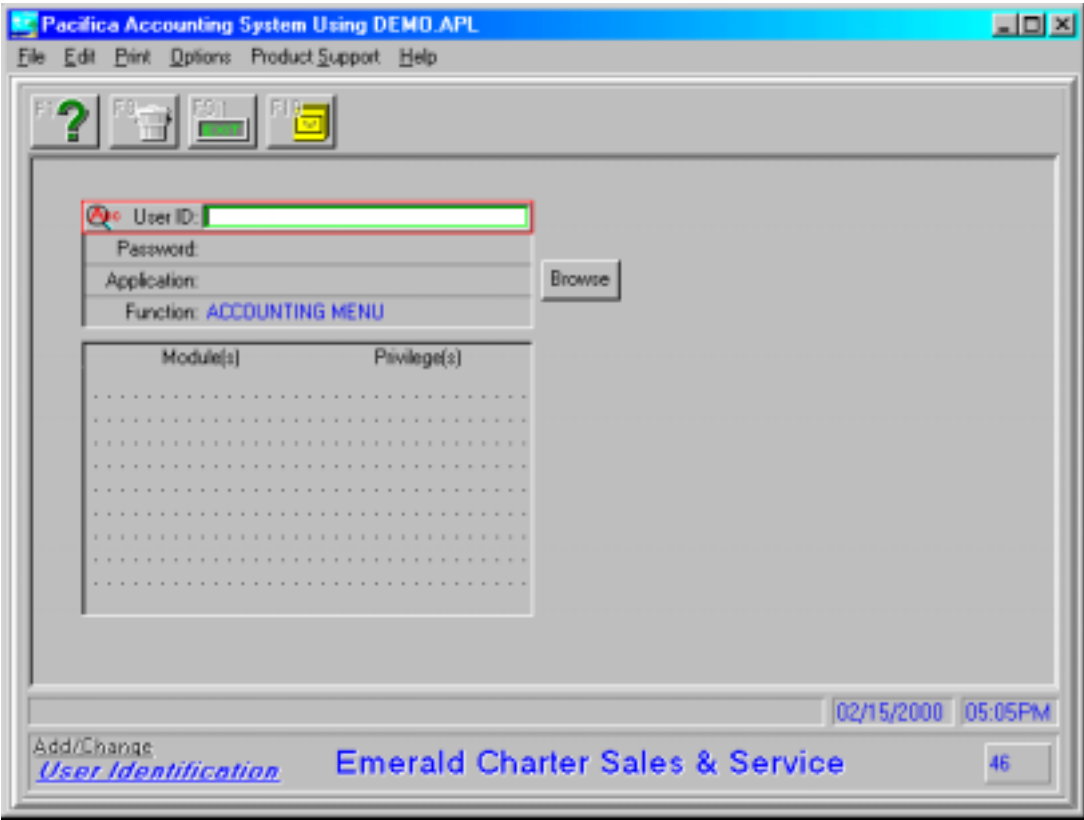 Pacifica Accounting System Using DEMO.APL
File Edit Print Options Product Support Help
F1 ? EXIT
User ID:
Password:
Application:
Browse
Function: ACCOUNTING MENU
Module(s) Privilege(s)
02/15/2000 05:05PM
Add/Change
User Identification
Emerald Charter Sales & Service
46